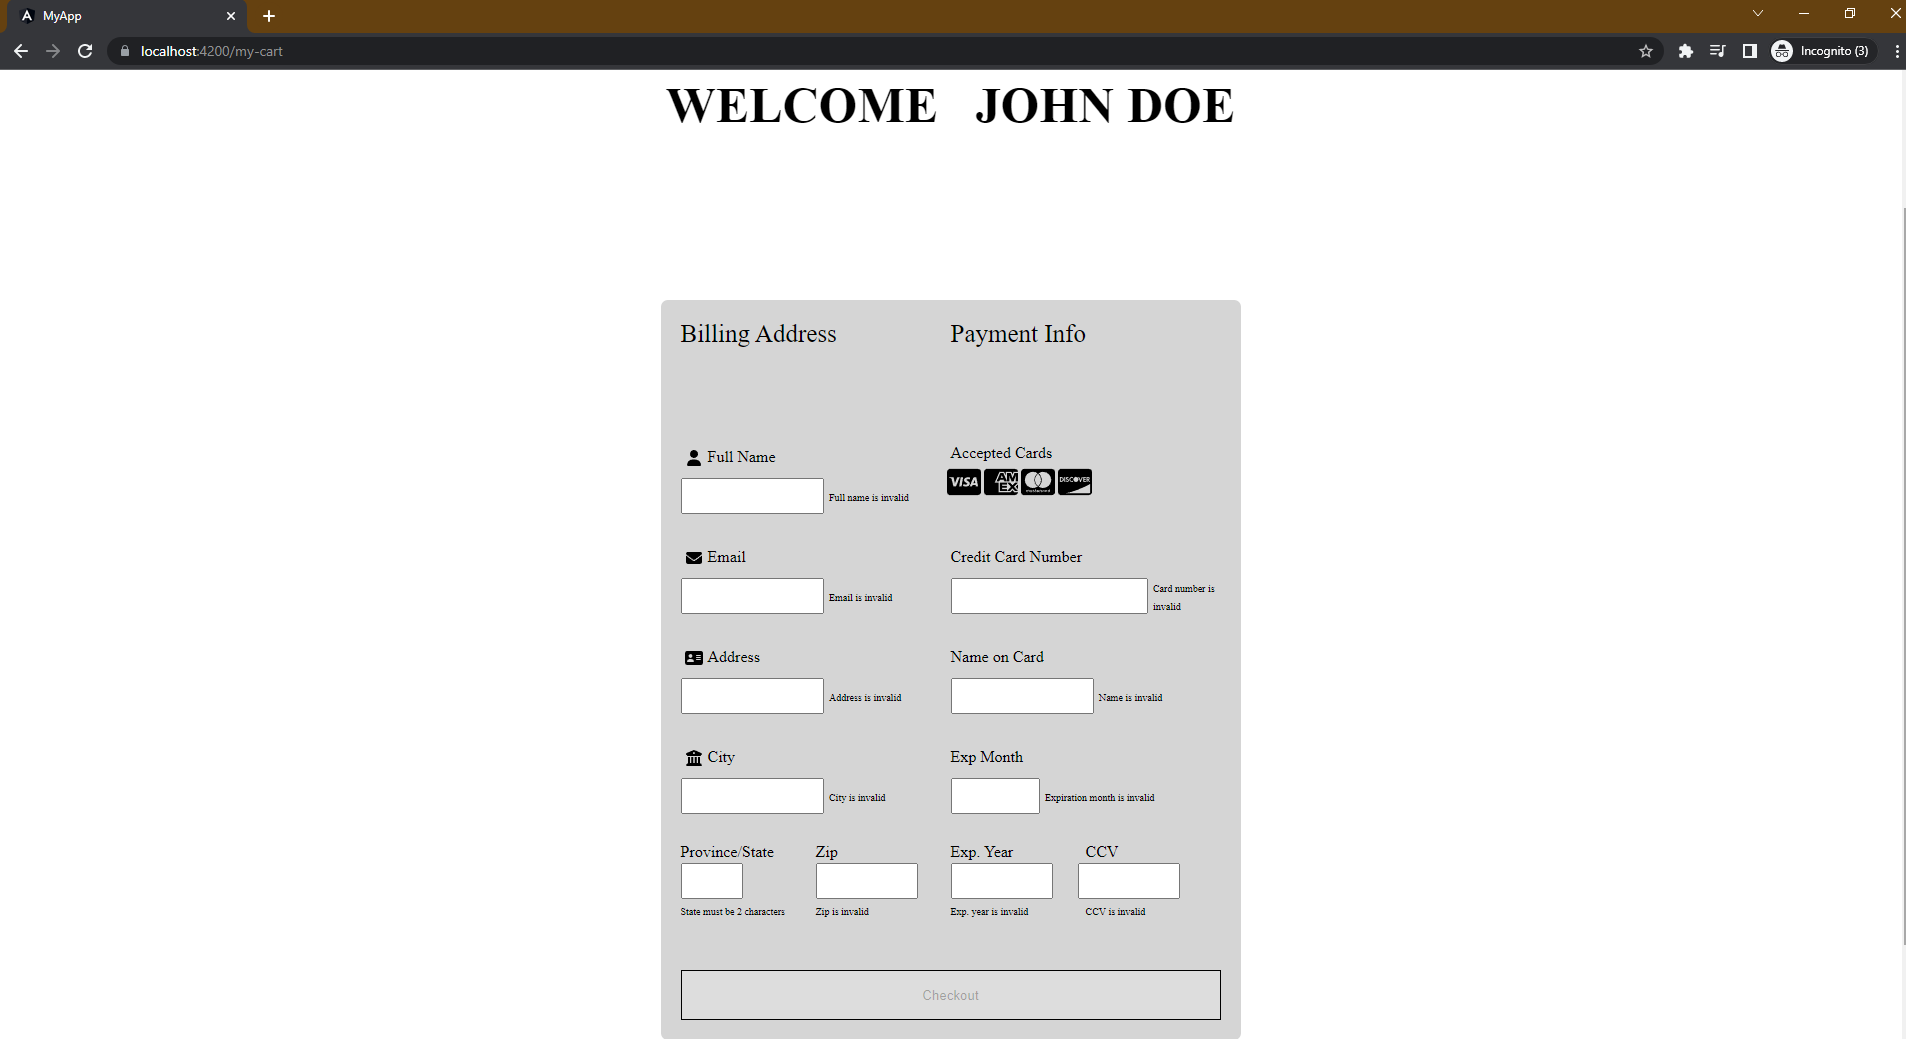 MyApp
localhost:4200/my-cart
Incognito (3)
WELCOME JOHN DOE
Billing Address
Payment Info
Full Name
Full name is invalid
Accepted Cards
VISA AM EX mastercard DISCOVER
Email
Email is invalid
Credit Card Number
Card number is
invalid
Address
Address is invalid
Name on Card
Name is invalid
City
City is invalid
Exp Month
Expiration month is invalid
Province/State
State must be 2 characters
Zip
Zip is invalid
Exp. Year
Exp. year is invalid
CCV
CCV is invalid
Checkout